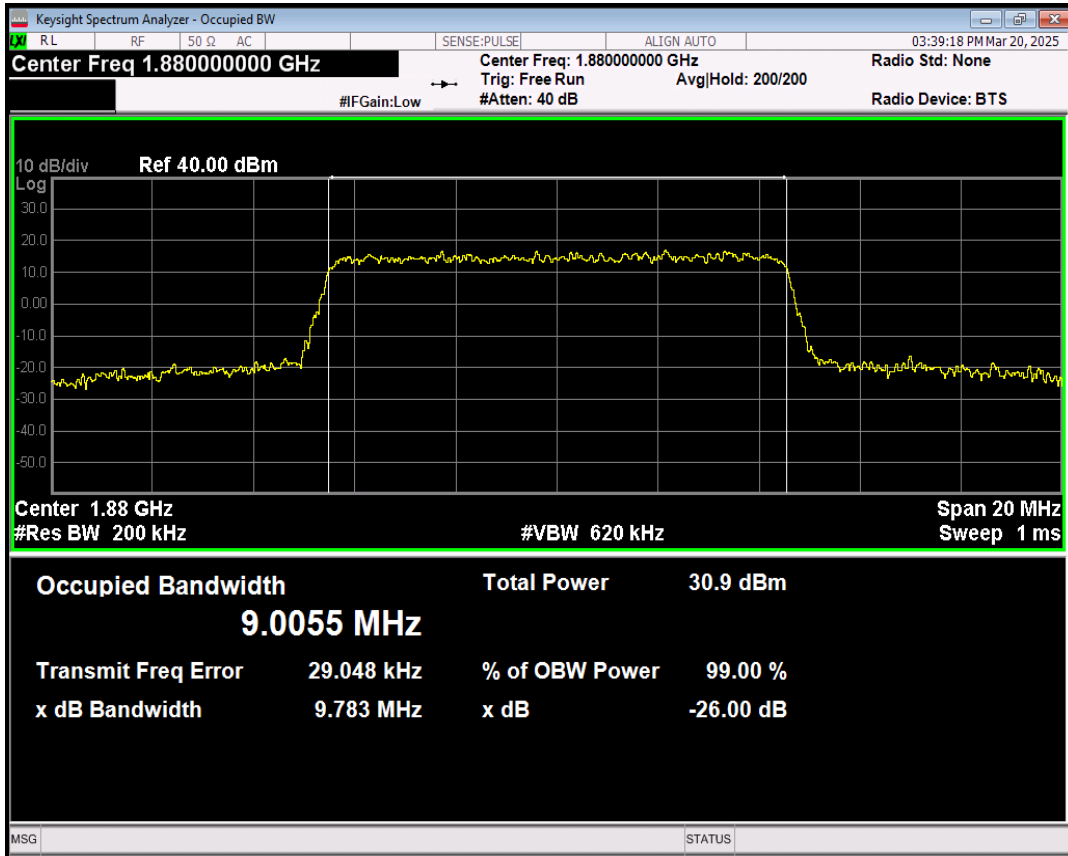 Keysight Spectrum Analyzer - Occupied BW
LXI RL RF 50 Ω AC SENSE:PULSE ALIGN AUTO 03:39:18 PM Mar 20, 2025
Center Freq 1.880000000 GHz Center Freq: 1.880000000 GHz Radio Std: None
Trig: Free Run Avg|Hold: 200/200
#IFGain:Low #Atten: 40 dB Radio Device: BTS
10 dB/div Ref 40.00 dBm
Log
30.0
20.0
10.0
0.00
-10.0
-20.0
-30.0
-40.0
-50.0
Center 1.88 GHz Span 20 MHz
#Res BW 200 kHz #VBW 620 kHz Sweep 1 ms
Occupied Bandwidth Total Power 30.9 dBm
9.0055 MHz
Transmit Freq Error 29.048 kHz % of OBW Power 99.00 %
x dB Bandwidth 9.783 MHz x dB -26.00 dB
MSG STATUS